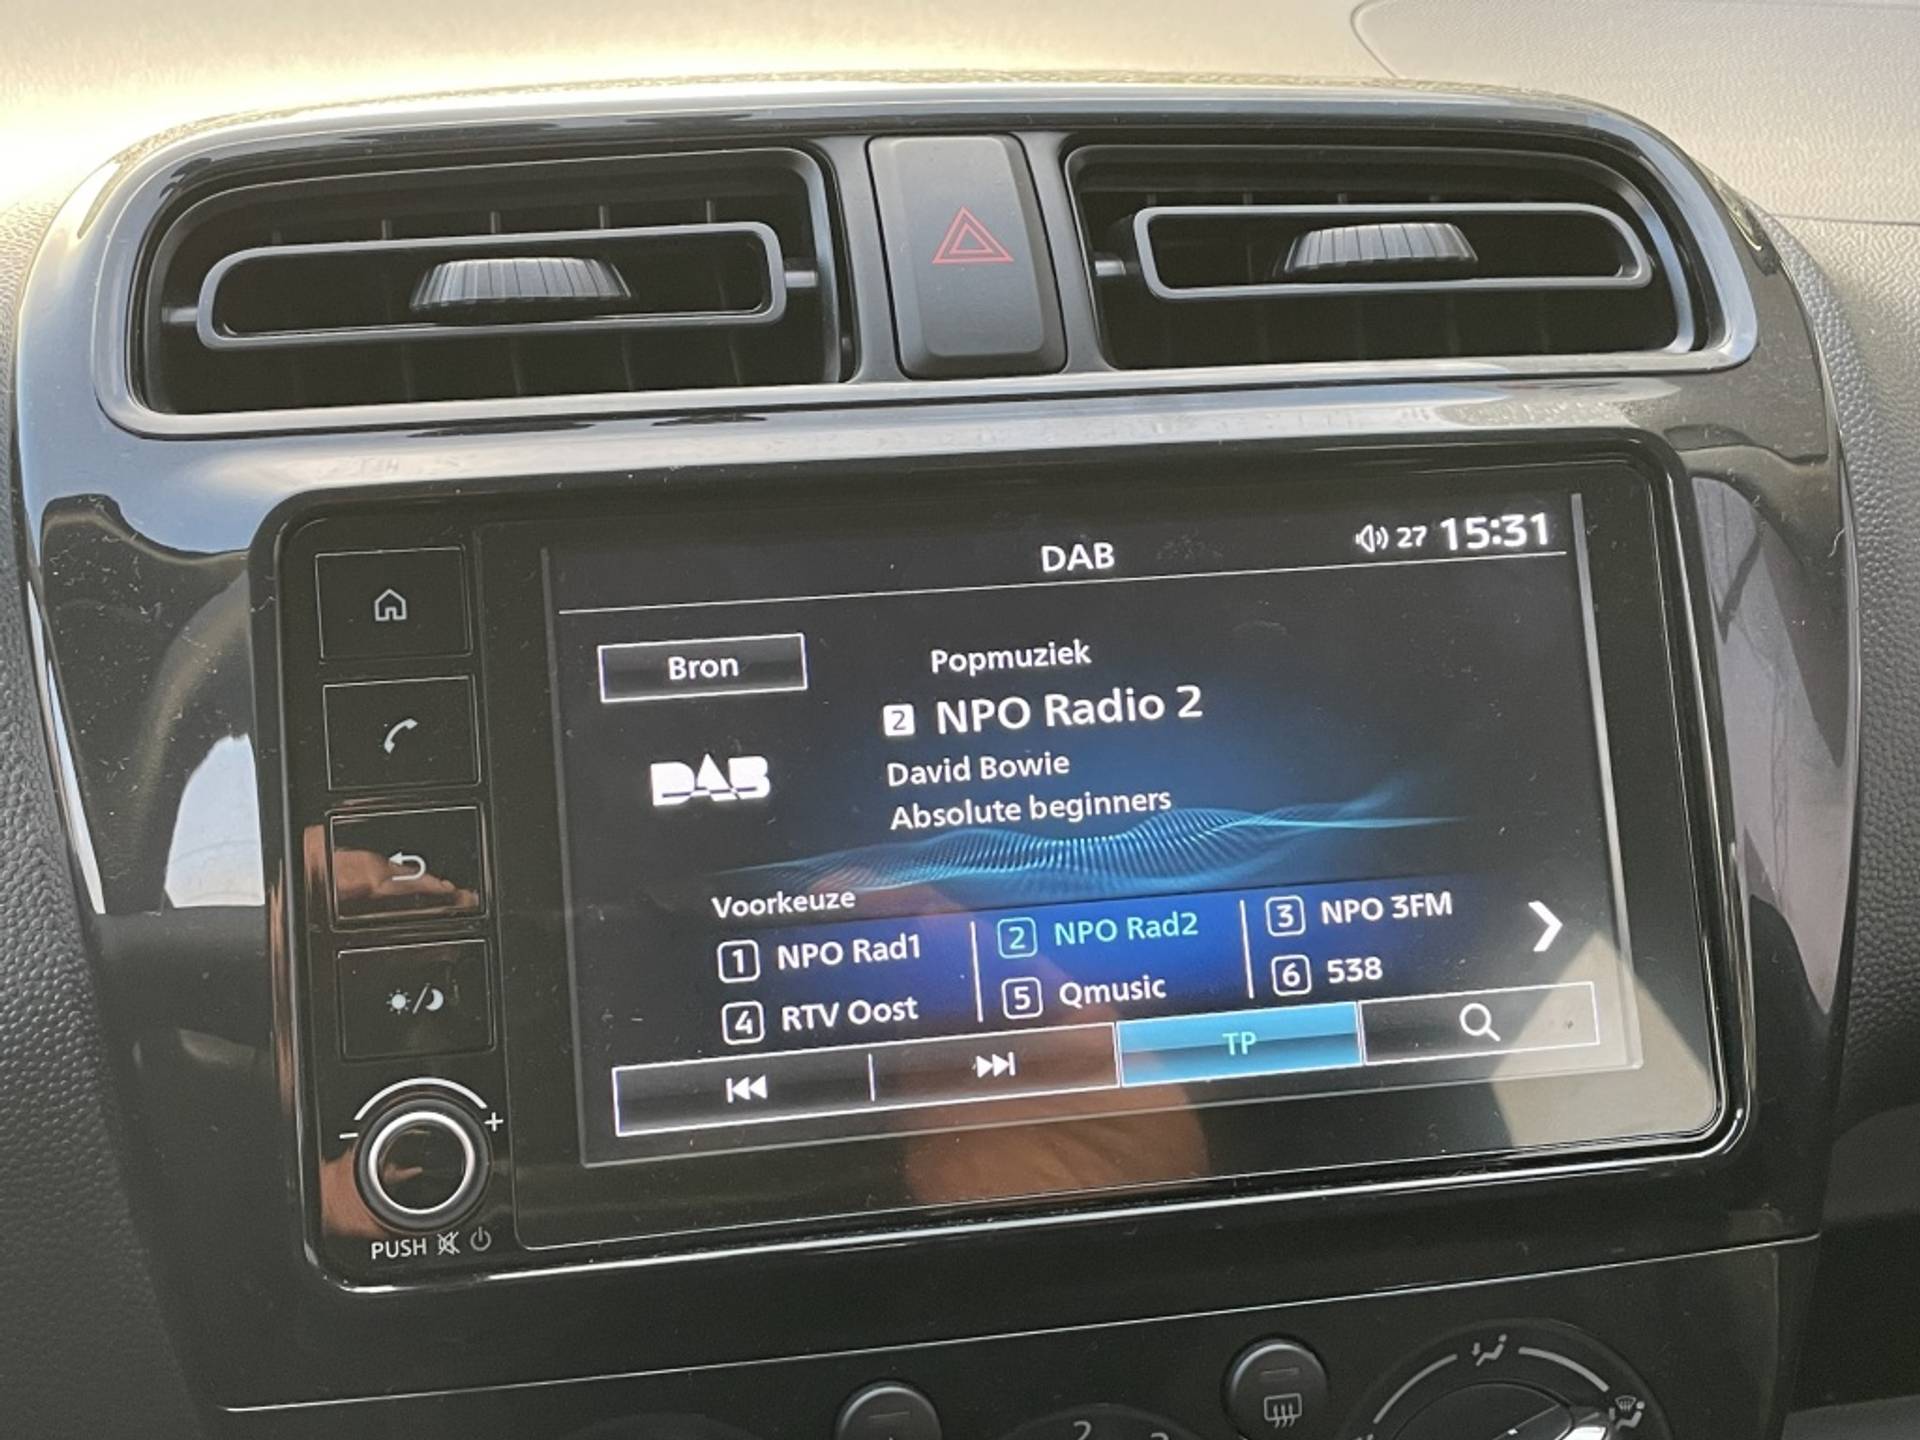 DAB
27 15:31
Bron
Popmuziek
2 NPO Radio 2
DAB
David Bowie
Absolute beginners
Voorkeuze
1 NPO Rad1
2 NPO Rad2
3 NPO 3FM
4 RTV Oost
5 Qmusic
6 538
TP
- +
PUSH
2